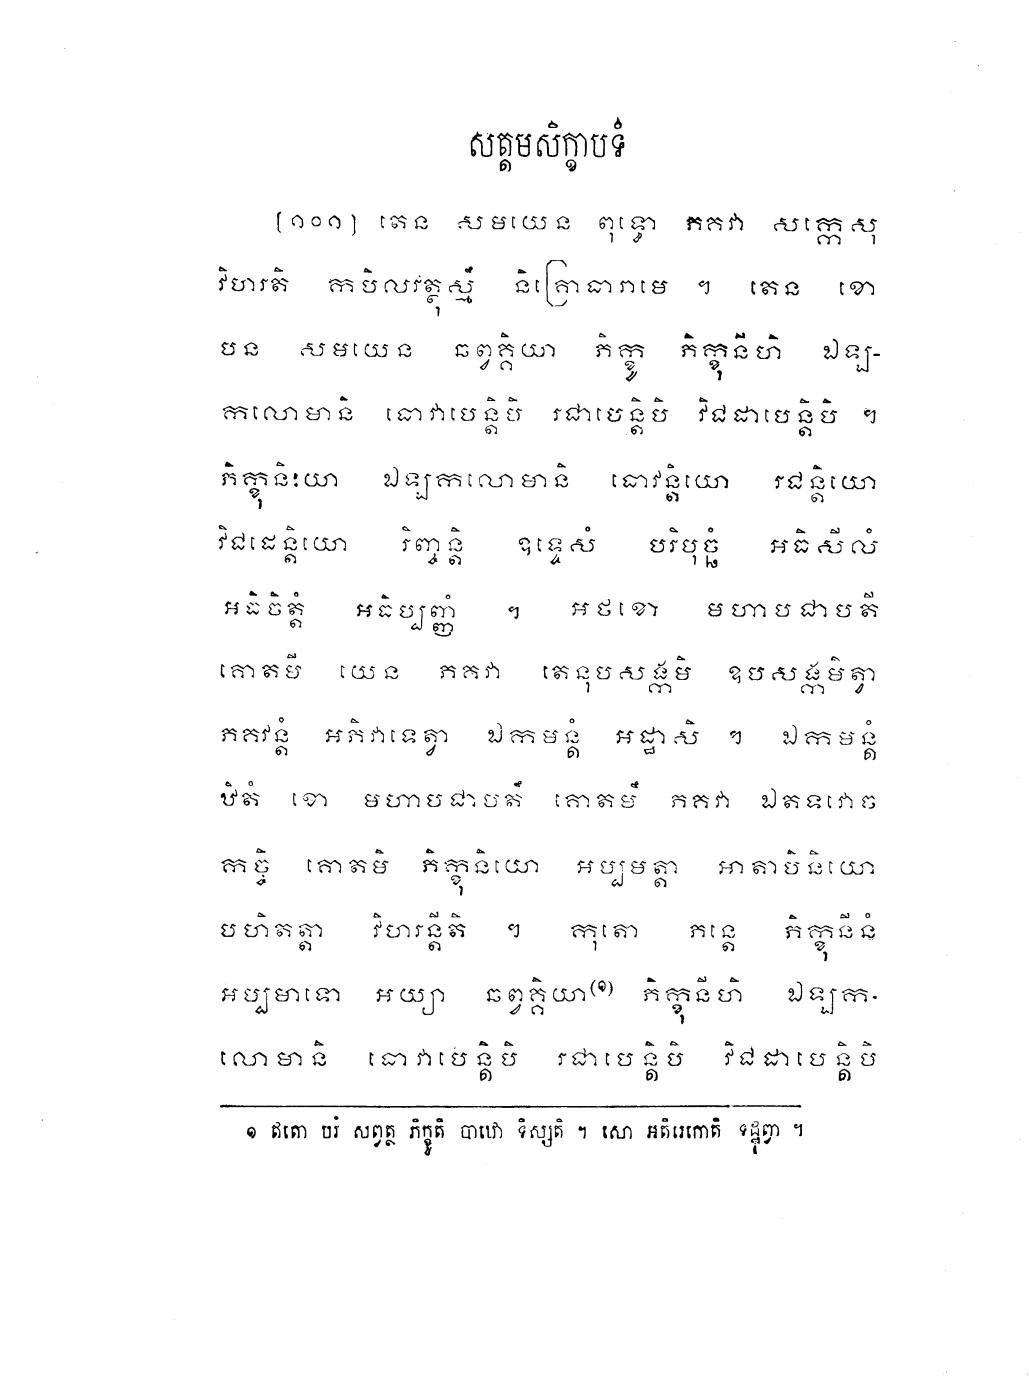 សត្តមសិក្ខាបទំ
[១០១] តេន សមយេន ពុទ្ធោ ភគវា សក្កេសុ
វិហរតិ កបិលវត្ថុស្មឹ និគ្រោធារាមេ ។ តេន ខោ
បន សមយេន ឆព្វគ្គិយា ភិក្ខូ ភិក្ខុនីហិ ឯឡ-
កលោមានិ ធោវាបេន្តិបិ រជាបេន្តិបិ វិជដាបេន្តិបិ ។
ភិក្ខុនិយោ ឯឡកលោមានិ ធោវន្តិយោ រជន្តិយោ
វិជដេន្តិយោ រិញ្ចន្តិ ឧទ្ទេសំ បរិបុច្ឆំ អធិសីលំ
អធិចិត្តំ អធិប្បញ្ញំ ។ អថខោ មហាបជាបតី
គោតមី យេន ភគវា តេនុបសង្កមិ ឧបសង្កមិត្វា
ភគវន្តំ អភិវាទេត្វា ឯកមន្តំ អដ្ឋាសិ ។ ឯកមន្តំ
ឋិតំ ខោ មហាបជាបតឹ គោតមឹ ភគវា ឯតទវោច
កច្ចិ គោតមិ ភិក្ខុនិយោ អប្បមត្តា អាតាបិនិយោ
បហិតត្តា វិហរន្តីតិ ។ កុតោ ភន្តេ ភិក្ខុនីនំ
អប្បមាទោ អយ្យា ឆព្វគ្គិយា(១) ភិក្ខុនីហិ ឯឡក-
លោមានិ ធោវាបេន្តិបិ រជាបេន្តិបិ វិជដាបេន្តិបិ
១ ឥតោ បរំ សព្វត្ថ ភិក្ខូតិ បាឋោ ទិស្សតិ ។ សោ អតិរេកោតិ ទដ្ឋព្វោ ។